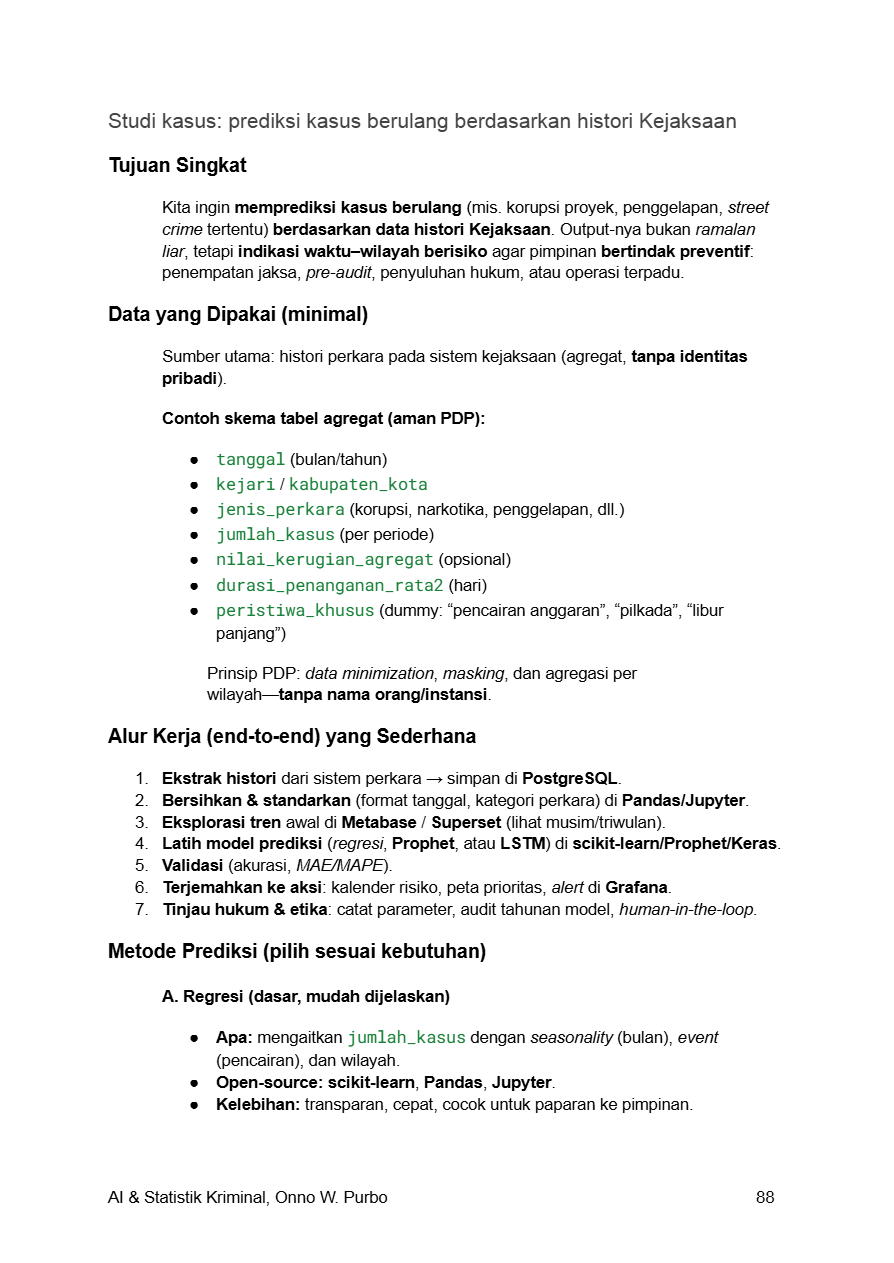 Studi kasus: prediksi kasus berulang berdasarkan histori Kejaksaan
Tujuan Singkat
Kita ingin memprediksi kasus berulang (mis. korupsi proyek, penggelapan, street
crime tertentu) berdasarkan data histori Kejaksaan. Output-nya bukan ramalan
liar, tetapi indikasi waktu–wilayah berisiko agar pimpinan bertindak preventif:
penempatan jaksa, pre-audit, penyuluhan hukum, atau operasi terpadu.
Data yang Dipakai (minimal)
Sumber utama: histori perkara pada sistem kejaksaan (agregat, tanpa identitas
pribadi).
Contoh skema tabel agregat (aman PDP):
● tanggal (bulan/tahun)
● kejari / kabupaten_kota
● jenis_perkara (korupsi, narkotika, penggelapan, dll.)
● jumlah_kasus (per periode)
● nilai_kerugian_agregat (opsional)
● durasi_penanganan_rata2 (hari)
● peristiwa_khusus (dummy: “pencairan anggaran”, “pilkada”, “libur
panjang”)
Prinsip PDP: data minimization, masking, dan agregasi per
wilayah—tanpa nama orang/instansi.
Alur Kerja (end-to-end) yang Sederhana
1. Ekstrak histori dari sistem perkara → simpan di PostgreSQL.
2. Bersihkan & standarkan (format tanggal, kategori perkara) di Pandas/Jupyter.
3. Eksplorasi tren awal di Metabase / Superset (lihat musim/triwulan).
4. Latih model prediksi (regresi, Prophet, atau LSTM) di scikit-learn/Prophet/Keras.
5. Validasi (akurasi, MAE/MAPE).
6. Terjemahkan ke aksi: kalender risiko, peta prioritas, alert di Grafana.
7. Tinjau hukum & etika: catat parameter, audit tahunan model, human-in-the-loop.
Metode Prediksi (pilih sesuai kebutuhan)
A. Regresi (dasar, mudah dijelaskan)
● Apa: mengaitkan jumlah_kasus dengan seasonality (bulan), event
(pencairan), dan wilayah.
● Open-source: scikit-learn, Pandas, Jupyter.
● Kelebihan: transparan, cepat, cocok untuk paparan ke pimpinan.
AI & Statistik Kriminal, Onno W. Purbo 88